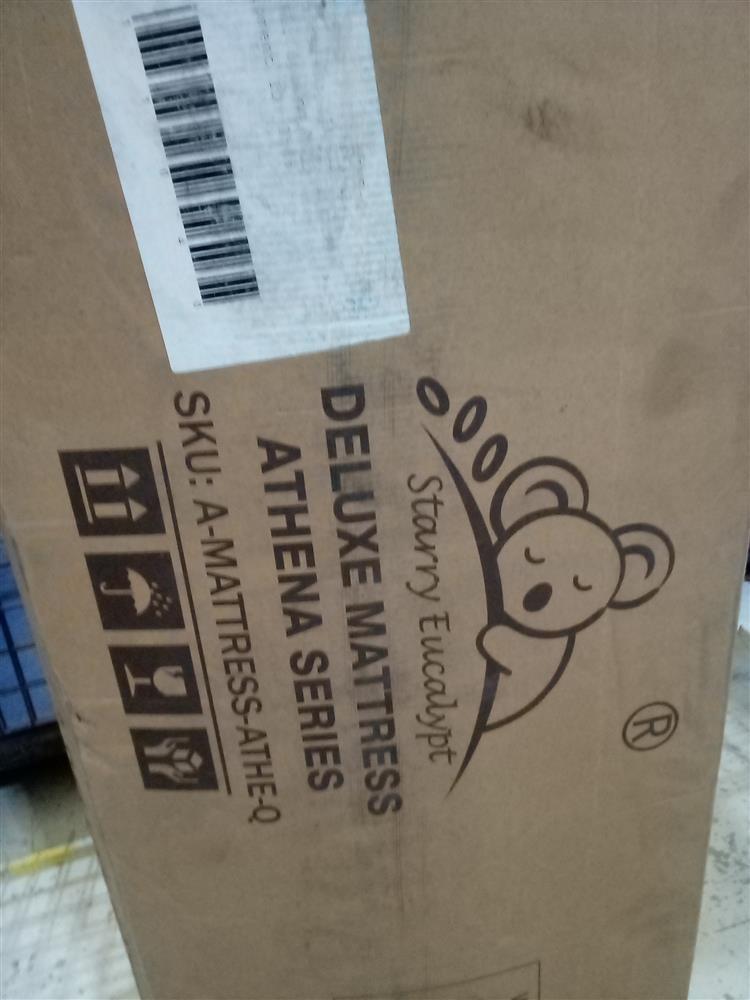 ®
Starry Eucalypt
DELUXE MATTRESS
ATHENA SERIES
SKU: A-MATTRESS-ATHE-Q